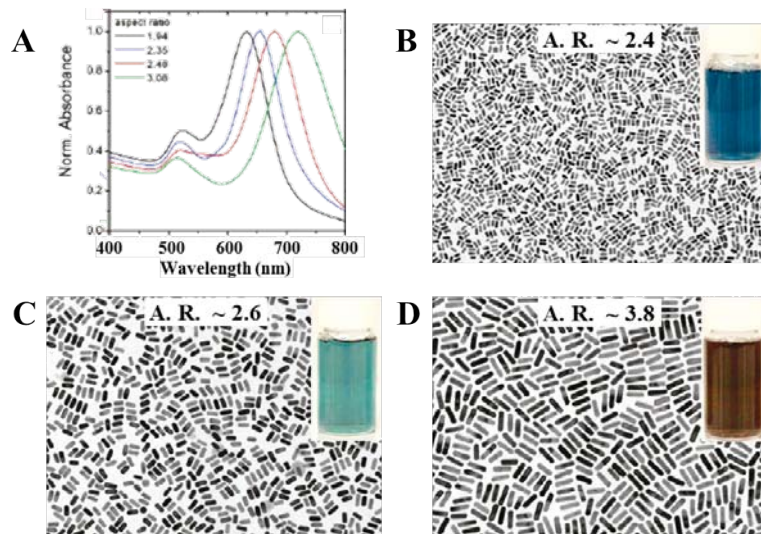 A
aspect ratio
1.94
2.35
2.48
3.08
Norm. Absorbance
1.0
0.8
0.6
0.4
0.2
0.0
400 500 600 700 800
Wavelength (nm)
B
A. R. ~ 2.4
C
A. R. ~ 2.6
D
A. R. ~ 3.8